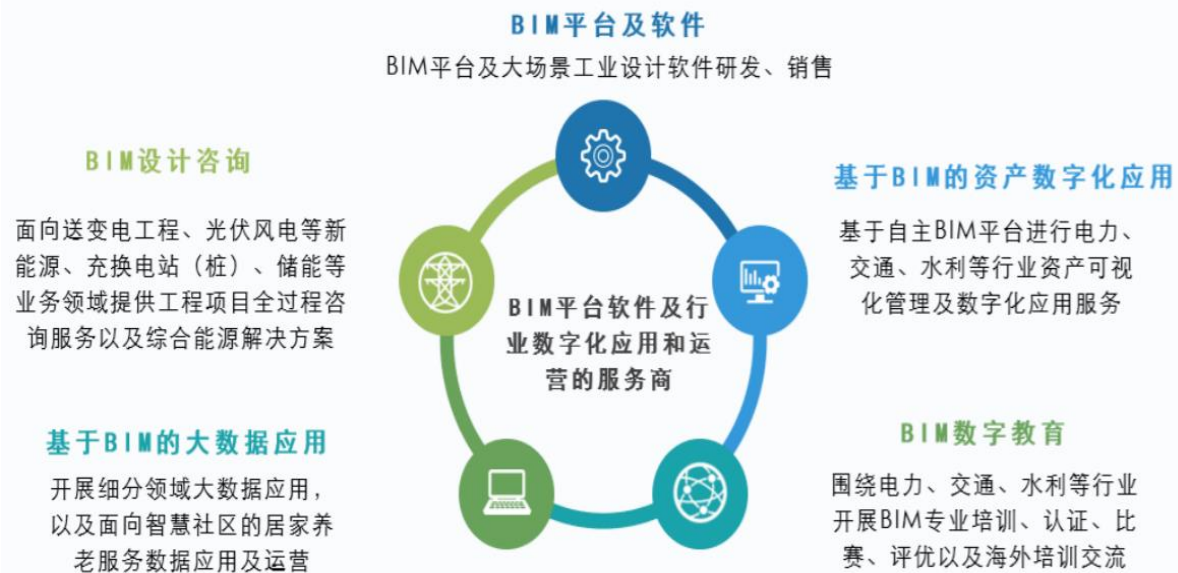 BIM平台及软件
BIM平台及大场景工业设计软件研发、销售
BIM设计咨询
面向送变电工程、光伏风电等新
能源、充换电站（桩）、储能等
业务领域提供工程项目全过程咨
询服务以及综合能源解决方案
基于BIM的资产数字化应用
基于自主BIM平台进行电力、
交通、水利等行业资产可视
化管理及数字化应用服务
BIM平台软件及行
业数字化应用和运
营的服务商
基于BIM的大数据应用
开展细分领域大数据应用，
以及面向智慧社区的居家养
老服务数据应用及运营
BIM数字教育
围绕电力、交通、水利等行业
开展BIM专业培训、认证、比
赛、评优以及海外培训交流